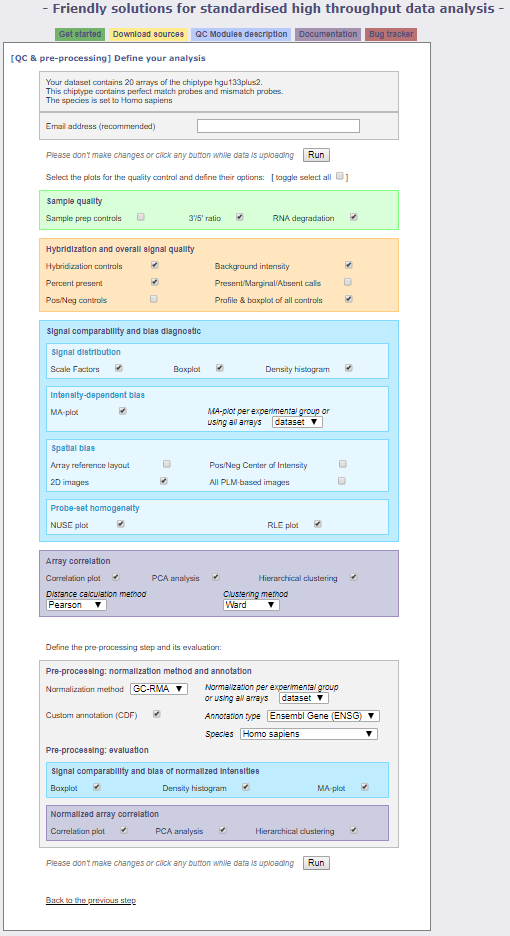 - Friendly solutions for standardised high throughput data analysis -
Get started Download sources QC Modules description Documentation Bug tracker
[QC & pre-processing] Define your analysis
Your dataset contains 20 arrays of the chiptype hgu133plus2.
This chiptype contains perfect match probes and mismatch probes.
The species is set to Homo sapiens
Email address (recommended)
Please don't make changes or click any button while data is uploading Run
Select the plots for the quality control and define their options: [ toggle select all ]
Sample quality
Sample prep controls 3'/5' ratio RNA degradation
Hybridization and overall signal quality
Hybridization controls Background intensity
Percent present Present/Marginal/Absent calls
Pos/Neg controls Profile & boxplot of all controls
Signal comparability and bias diagnostic
Signal distribution
Scale Factors Boxplot Density histogram
Intensity-dependent bias
MA-plot MA-plot per experimental group or
using all arrays dataset ▼
Spatial bias
Array reference layout Pos/Neg Center of Intensity
2D images All PLM-based images
Probe-set homogeneity
NUSE plot RLE plot
Array correlation
Correlation plot PCA analysis Hierarchical clustering
Distance calculation method Clustering method
Pearson ▼ Ward ▼
Define the pre-processing step and its evaluation:
Pre-processing: normalization method and annotation
Normalization method GC-RMA ▼ Normalization per experimental group
or using all arrays dataset ▼
Custom annotation (CDF) Annotation type Ensembl Gene (ENSG) ▼
Species Homo sapiens ▼
Pre-processing: evaluation
Signal comparability and bias of normalized intensities
Boxplot Density histogram MA-plot
Normalized array correlation
Correlation plot PCA analysis Hierarchical clustering
Please don't make changes or click any button while data is uploading Run
Back to the previous step